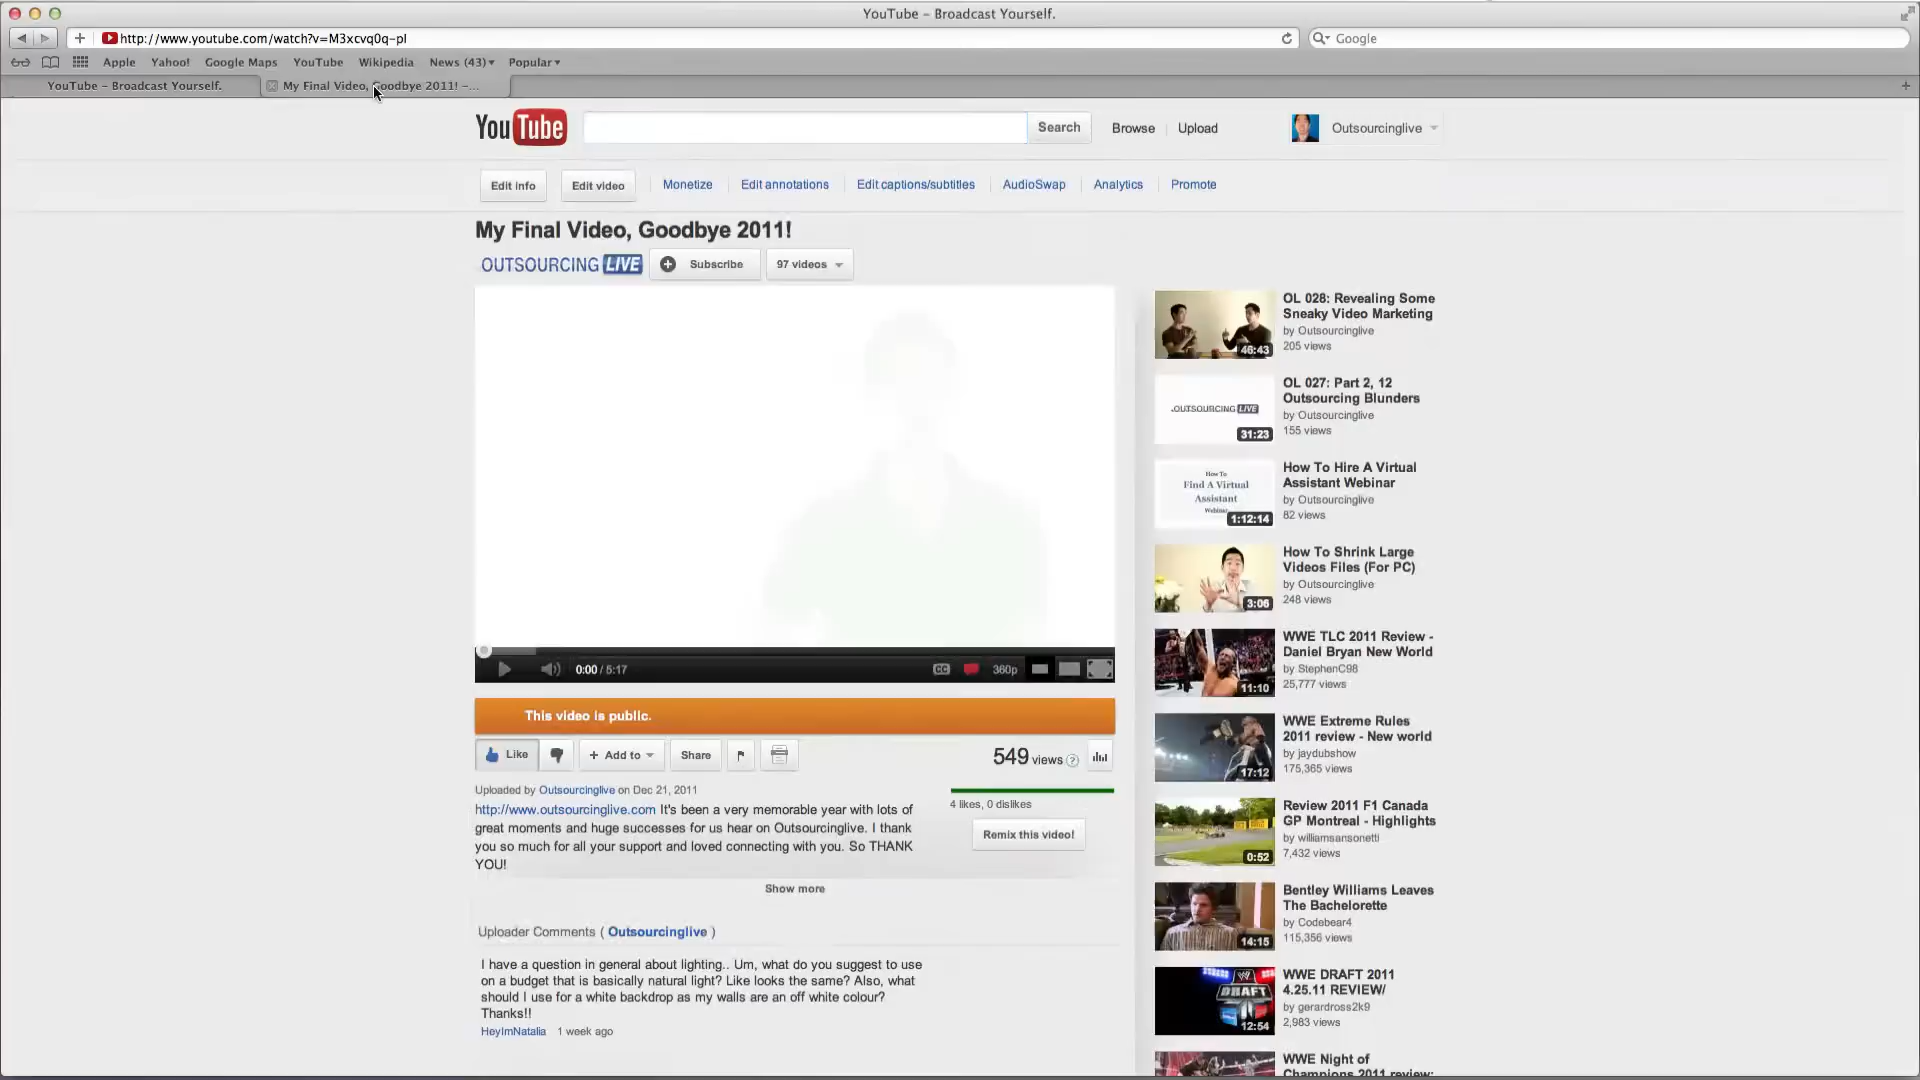 YouTube – Broadcast Yourself.
http://www.youtube.com/watch?v=M3xcvq0q-pI
Google
Apple
Yahoo!
Google Maps
YouTube
Wikipedia
News (43)
Popular
YouTube – Broadcast Yourself.
My Final Video, Goodbye 2011! –...
YouTube
Search
Browse
Upload
Outsourcinglive
Edit info
Edit video
Monetize
Edit annotations
Edit captions/subtitles
AudioSwap
Analytics
Promote
My Final Video, Goodbye 2011!
OUTSOURCING LIVE
Subscribe
97 videos
0:00 / 5:17
CC
360p
This video is public.
Like
+ Add to
Share
549 views
?
Uploaded by Outsourcinglive on Dec 21, 2011
http://www.outsourcinglive.com It's been a very memorable year with lots of
great moments and huge successes for us hear on Outsourcinglive. I thank
you so much for all your support and loved connecting with you. So THANK
YOU!
4 likes, 0 dislikes
Remix this video!
Show more
Uploader Comments ( Outsourcinglive )
I have a question in general about lighting.. Um, what do you suggest to use
on a budget that is basically natural light? Like looks the same? Also, what
should I use for a white backdrop as my walls are an off white colour?
Thanks!!
HeyImNatalia 1 week ago
46:43
OL 028: Revealing Some
Sneaky Video Marketing
by Outsourcinglive
205 views
OUTSOURCING LIVE
31:23
OL 027: Part 2, 12
Outsourcing Blunders
by Outsourcinglive
155 views
How To
Find A Virtual
Assistant
Webinar
1:12:14
How To Hire A Virtual
Assistant Webinar
by Outsourcinglive
82 views
3:06
How To Shrink Large
Videos Files (For PC)
by Outsourcinglive
248 views
11:10
WWE TLC 2011 Review -
Daniel Bryan New World
by StephenC98
25,777 views
17:12
WWE Extreme Rules
2011 review - New world
by jaydubshow
175,365 views
0:52
Review 2011 F1 Canada
GP Montreal - Highlights
by williamsansonetti
7,432 views
14:15
Bentley Williams Leaves
The Bachelorette
by Codebear4
115,356 views
DRAFT
12:54
WWE DRAFT 2011
4.25.11 REVIEW/
by gerardross2k9
2,983 views
WWE Night of
Champions 2011 review: